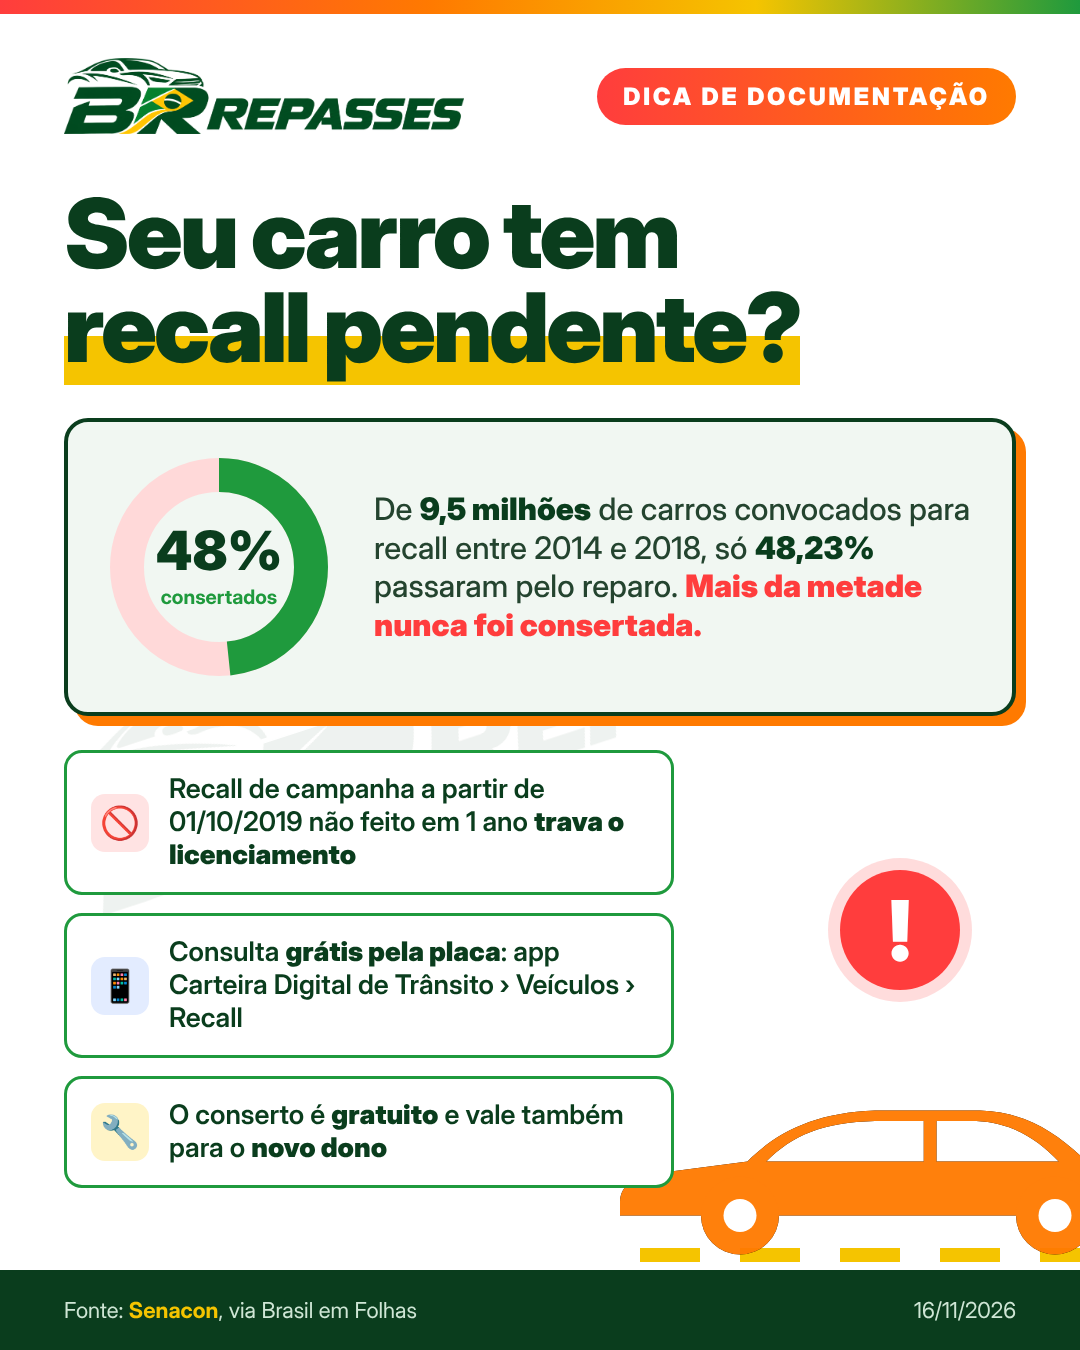 BR REPASSES
DICA DE DOCUMENTAÇÃO
Seu carro tem
recall pendente?
48%
consertados
De 9,5 milhões de carros convocados para
recall entre 2014 e 2018, só 48,23%
passaram pelo reparo. Mais da metade
nunca foi consertada.
Recall de campanha a partir de
01/10/2019 não feito em 1 ano trava o
licenciamento
Consulta grátis pela placa: app
Carteira Digital de Trânsito › Veículos ›
Recall
!
O conserto é gratuito e vale também
para o novo dono
Fonte: Senacon, via Brasil em Folhas
16/11/2026